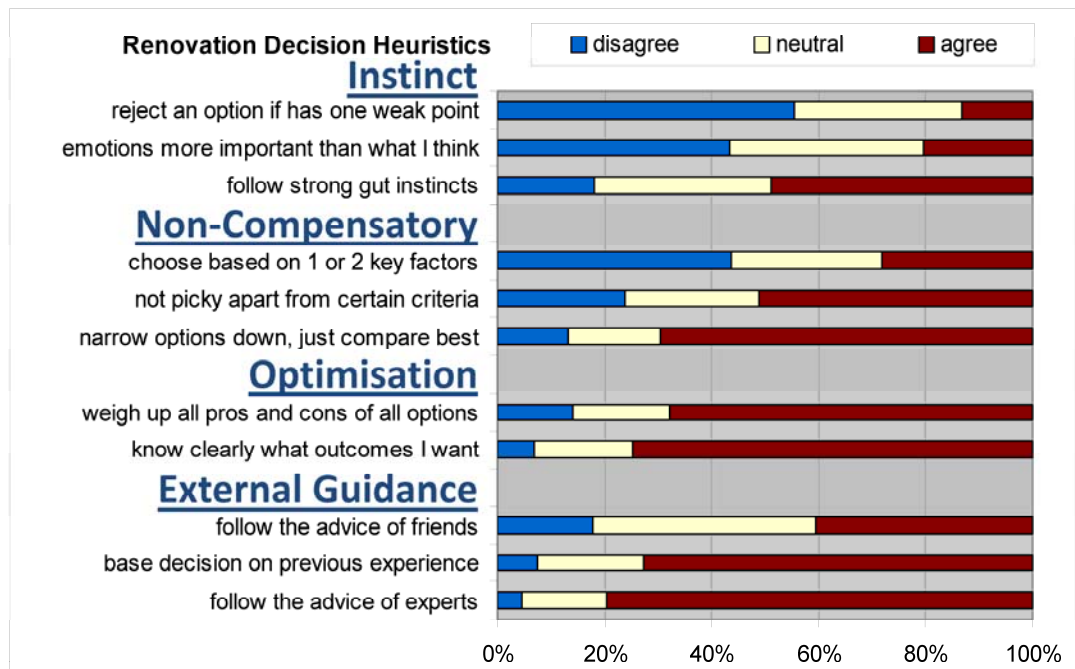 Renovation Decision Heuristics
disagree neutral agree
Instinct
reject an option if has one weak point
emotions more important than what I think
follow strong gut instincts
Non-Compensatory
choose based on 1 or 2 key factors
not picky apart from certain criteria
narrow options down, just compare best
Optimisation
weigh up all pros and cons of all options
know clearly what outcomes I want
External Guidance
follow the advice of friends
base decision on previous experience
follow the advice of experts
0% 20% 40% 60% 80% 100%